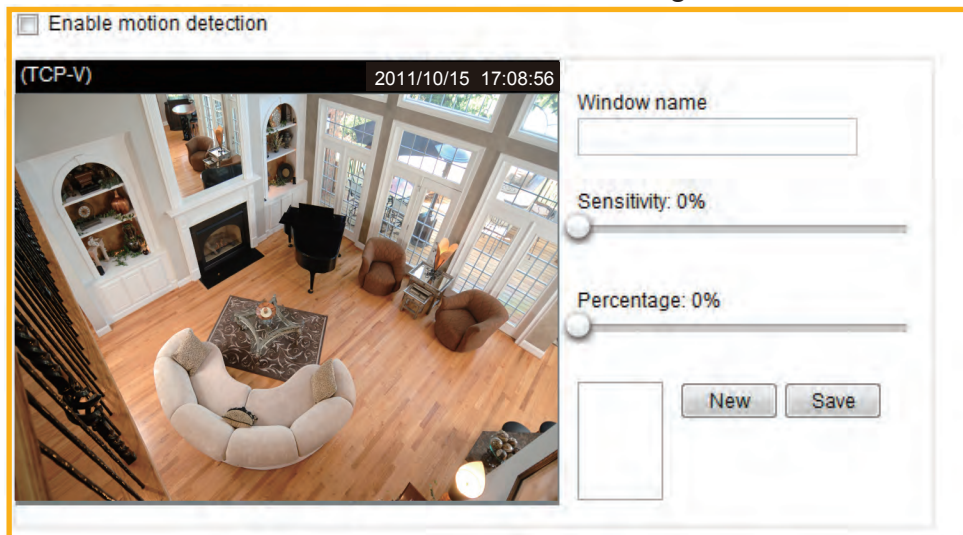 Enable motion detection
(TCP-V) 2011/10/15 17:08:56
Window name
Sensitivity: 0%
Percentage: 0%
New Save